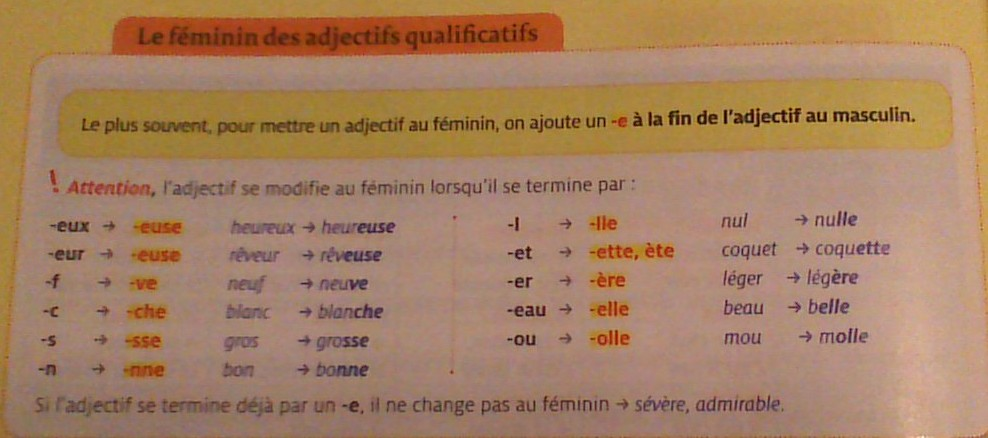 Le féminin des adjectifs qualificatifs
Le plus souvent, pour mettre un adjectif au féminin, on ajoute un -e à la fin de l'adjectif au masculin.
! Attention, l'adjectif se modifie au féminin lorsqu'il se termine par :
-eux → -euse heureux → heureuse
-eur → -euse rêveur → rêveuse
-f → -ve neuf → neuve
-c → -che blanc → blanche
-s → -sse gros → grosse
-n → -nne bon → bonne
-l → -lle nul → nulle
-et → -ette, ète coquet → coquette
-er → -ère léger → légère
-eau → -elle beau → belle
-ou → -olle mou → molle
Si l'adjectif se termine déjà par un -e, il ne change pas au féminin → sévère, admirable.